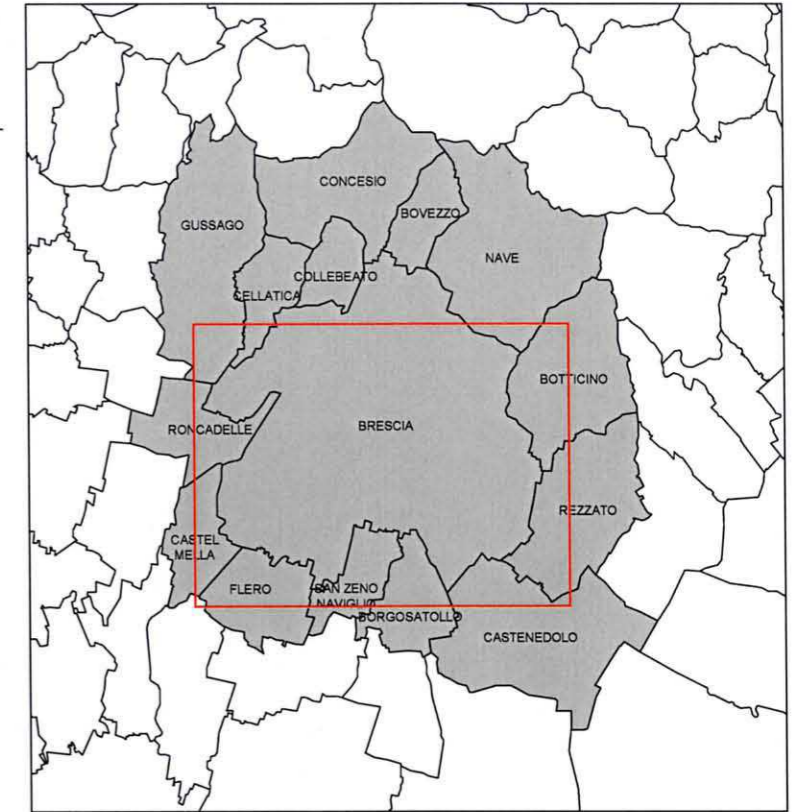 CONCESIO
BOVEZZO
GUSSAGO
NAVE
COLLEBEATO
CELLATICA
BOTTICINO
BRESCIA
RONCADELLE
REZZATO
CASTEL
MELLA
FLERO
SAN ZENO
NAVIGLIO
BORGOSATOLLO
CASTENEDOLO